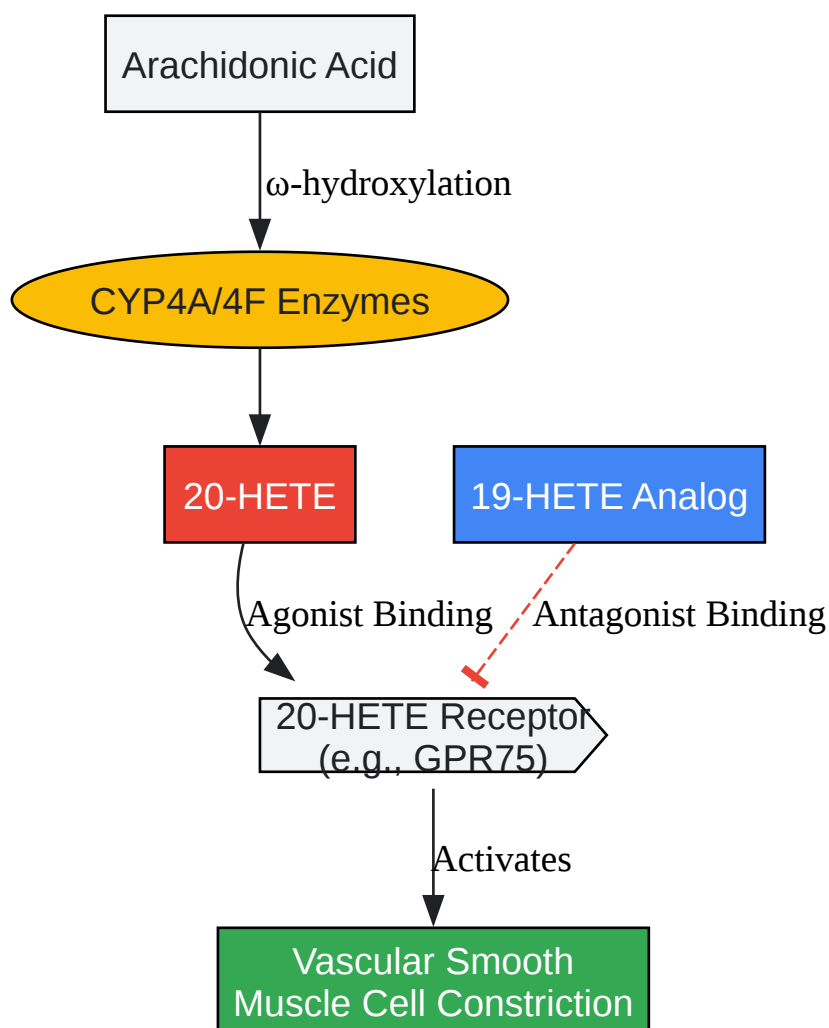 Arachidonic Acid
ω-hydroxylation
CYP4A/4F Enzymes
20-HETE
19-HETE Analog
Agonist Binding
Antagonist Binding
20-HETE Receptor
(e.g., GPR75)
Activates
Vascular Smooth
Muscle Cell Constriction